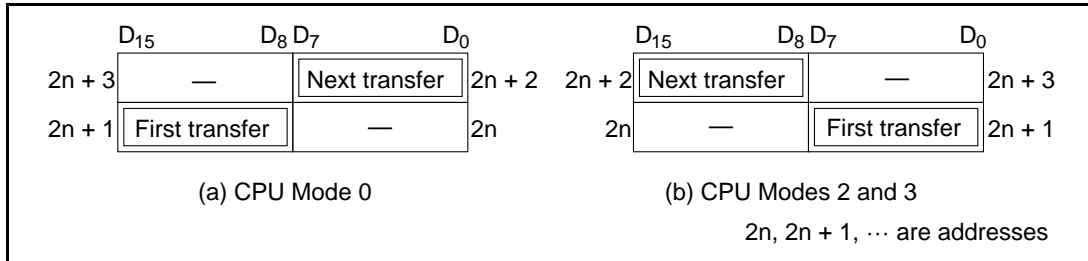 D15 D8 D7 D0 D15 D8 D7 D0
2n + 3 — Next transfer 2n + 2 2n + 2 Next transfer — 2n + 3
2n + 1 First transfer — 2n 2n — First transfer 2n + 1
(a) CPU Mode 0 (b) CPU Modes 2 and 3
2n, 2n + 1, ··· are addresses